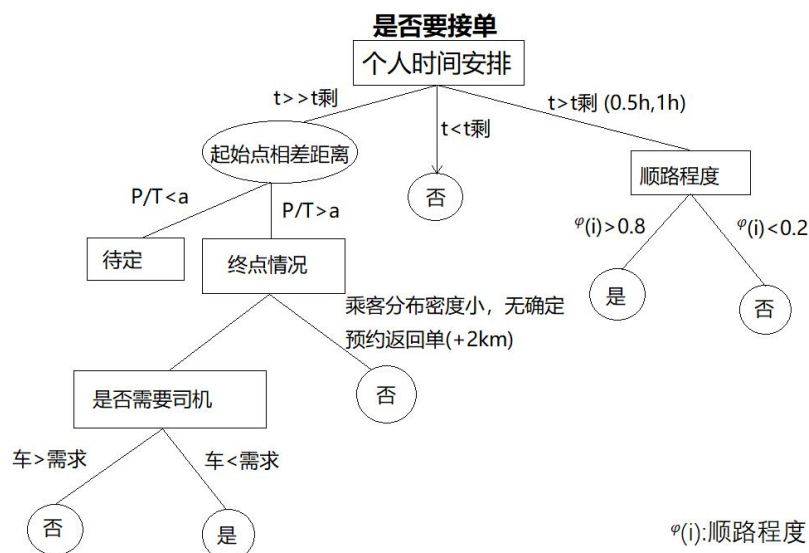 是否要接单
个人时间安排
t>>t剩
t<t剩
t>t剩 (0.5h,1h)
起始点相差距离
否
顺路程度
P/T<a
P/T>a
φ(i)>0.8
φ(i)<0.2
待定
终点情况
是
否
乘客分布密度小，无确定
预约返回单(+2km)
是否需要司机
否
车>需求
车<需求
否
是
φ(i):顺路程度